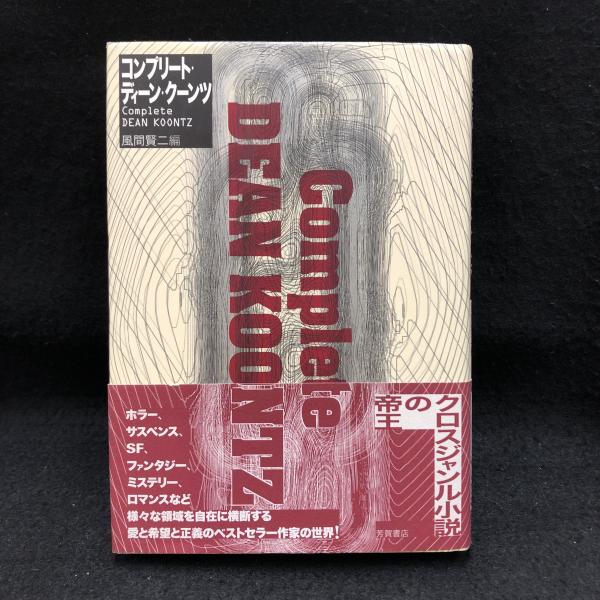 コンプリート・
ディーン・クーンツ
Complete
DEAN KOONTZ
風間賢二編
Complete
DEAN KOONTZ
クロスジャンル小説
の
帝王
ホラー、
サスペンス、
SF、
ファンタジー、
ミステリー、
ロマンスなど
様々な領域を自在に横断する
愛と希望と正義のベストセラー作家の世界!
芳賀書店